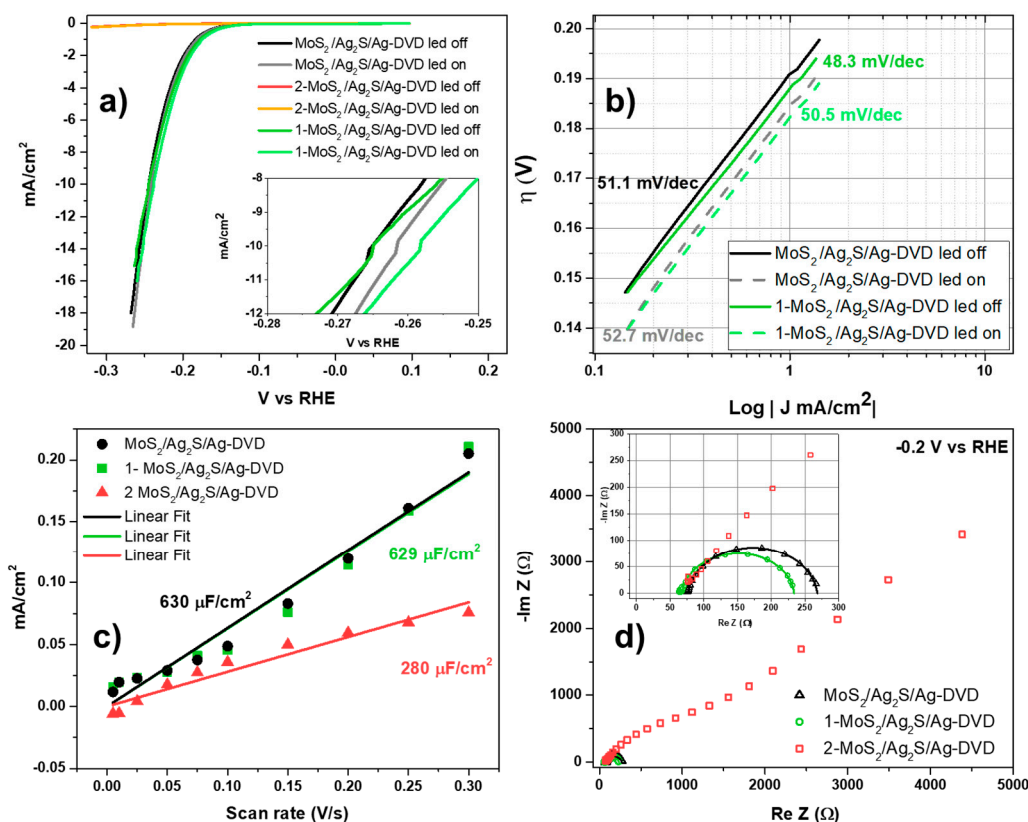 a)
mA/cm²
0
-2
-4
-6
-8
-10
-12
-14
-16
-18
-20
-0.3
-0.2
-0.1
-0.0
0.1
0.2
V vs RHE
MoS₂/Ag₂S/Ag-DVD led off
MoS₂/Ag₂S/Ag-DVD led on
2-MoS₂/Ag₂S/Ag-DVD led off
2-MoS₂/Ag₂S/Ag-DVD led on
1-MoS₂/Ag₂S/Ag-DVD led off
1-MoS₂/Ag₂S/Ag-DVD led on
mA/cm²
-8
-9
-10
-11
-12
-0.28
-0.27
-0.26
-0.25
V vs RHE
b)
η (V)
0.20
0.19
0.18
0.17
0.16
0.15
0.14
0.1
1
10
Log | J mA/cm²|
48.3 mV/dec
50.5 mV/dec
51.1 mV/dec
52.7 mV/dec
MoS₂/Ag₂S/Ag-DVD led off
MoS₂/Ag₂S/Ag-DVD led on
1-MoS₂/Ag₂S/Ag-DVD led off
1-MoS₂/Ag₂S/Ag-DVD led on
c)
mA/cm²
0.20
0.15
0.10
0.05
0.00
-0.05
0.00
0.05
0.10
0.15
0.20
0.25
0.30
Scan rate (V/s)
MoS₂/Ag₂S/Ag-DVD
1- MoS₂/Ag₂S/Ag-DVD
2 MoS₂/Ag₂S/Ag-DVD
Linear Fit
Linear Fit
Linear Fit
629 µF/cm²
630 µF/cm²
280 µF/cm²
d)
-0.2 V vs RHE
-Im Z (Ω)
5000
4000
3000
2000
1000
0
0
1000
2000
3000
4000
5000
Re Z (Ω)
-Im Z (Ω)
300
250
200
150
100
50
0
0
50
100
150
200
250
300
Re Z (Ω)
MoS₂/Ag₂S/Ag-DVD
1-MoS₂/Ag₂S/Ag-DVD
2-MoS₂/Ag₂S/Ag-DVD